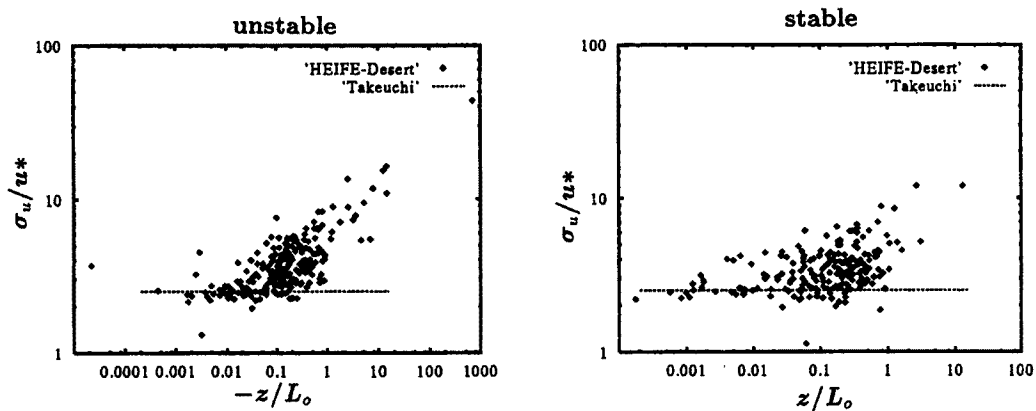 unstable
100
10
1
σu/u*
'HEIFE-Desert'
'Takeuchi'
0.0001 0.001 0.01 0.1 1 10 100 1000
−z/Lo
stable
100
10
1
σu/u*
'HEIFE-Desert'
'Takeuchi'
0.001 0.01 0.1 1 10 100
z/Lo